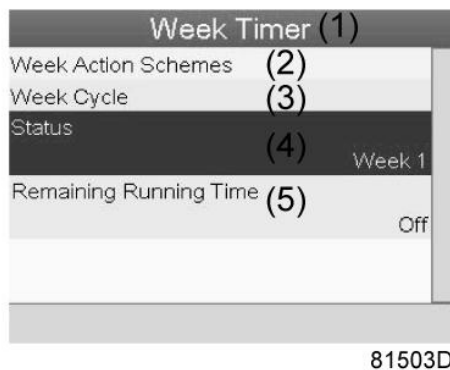 Week Timer (1)
Week Action Schemes (2)
Week Cycle (3)
Status (4)
Week 1
Remaining Running Time (5)
Off
81503D